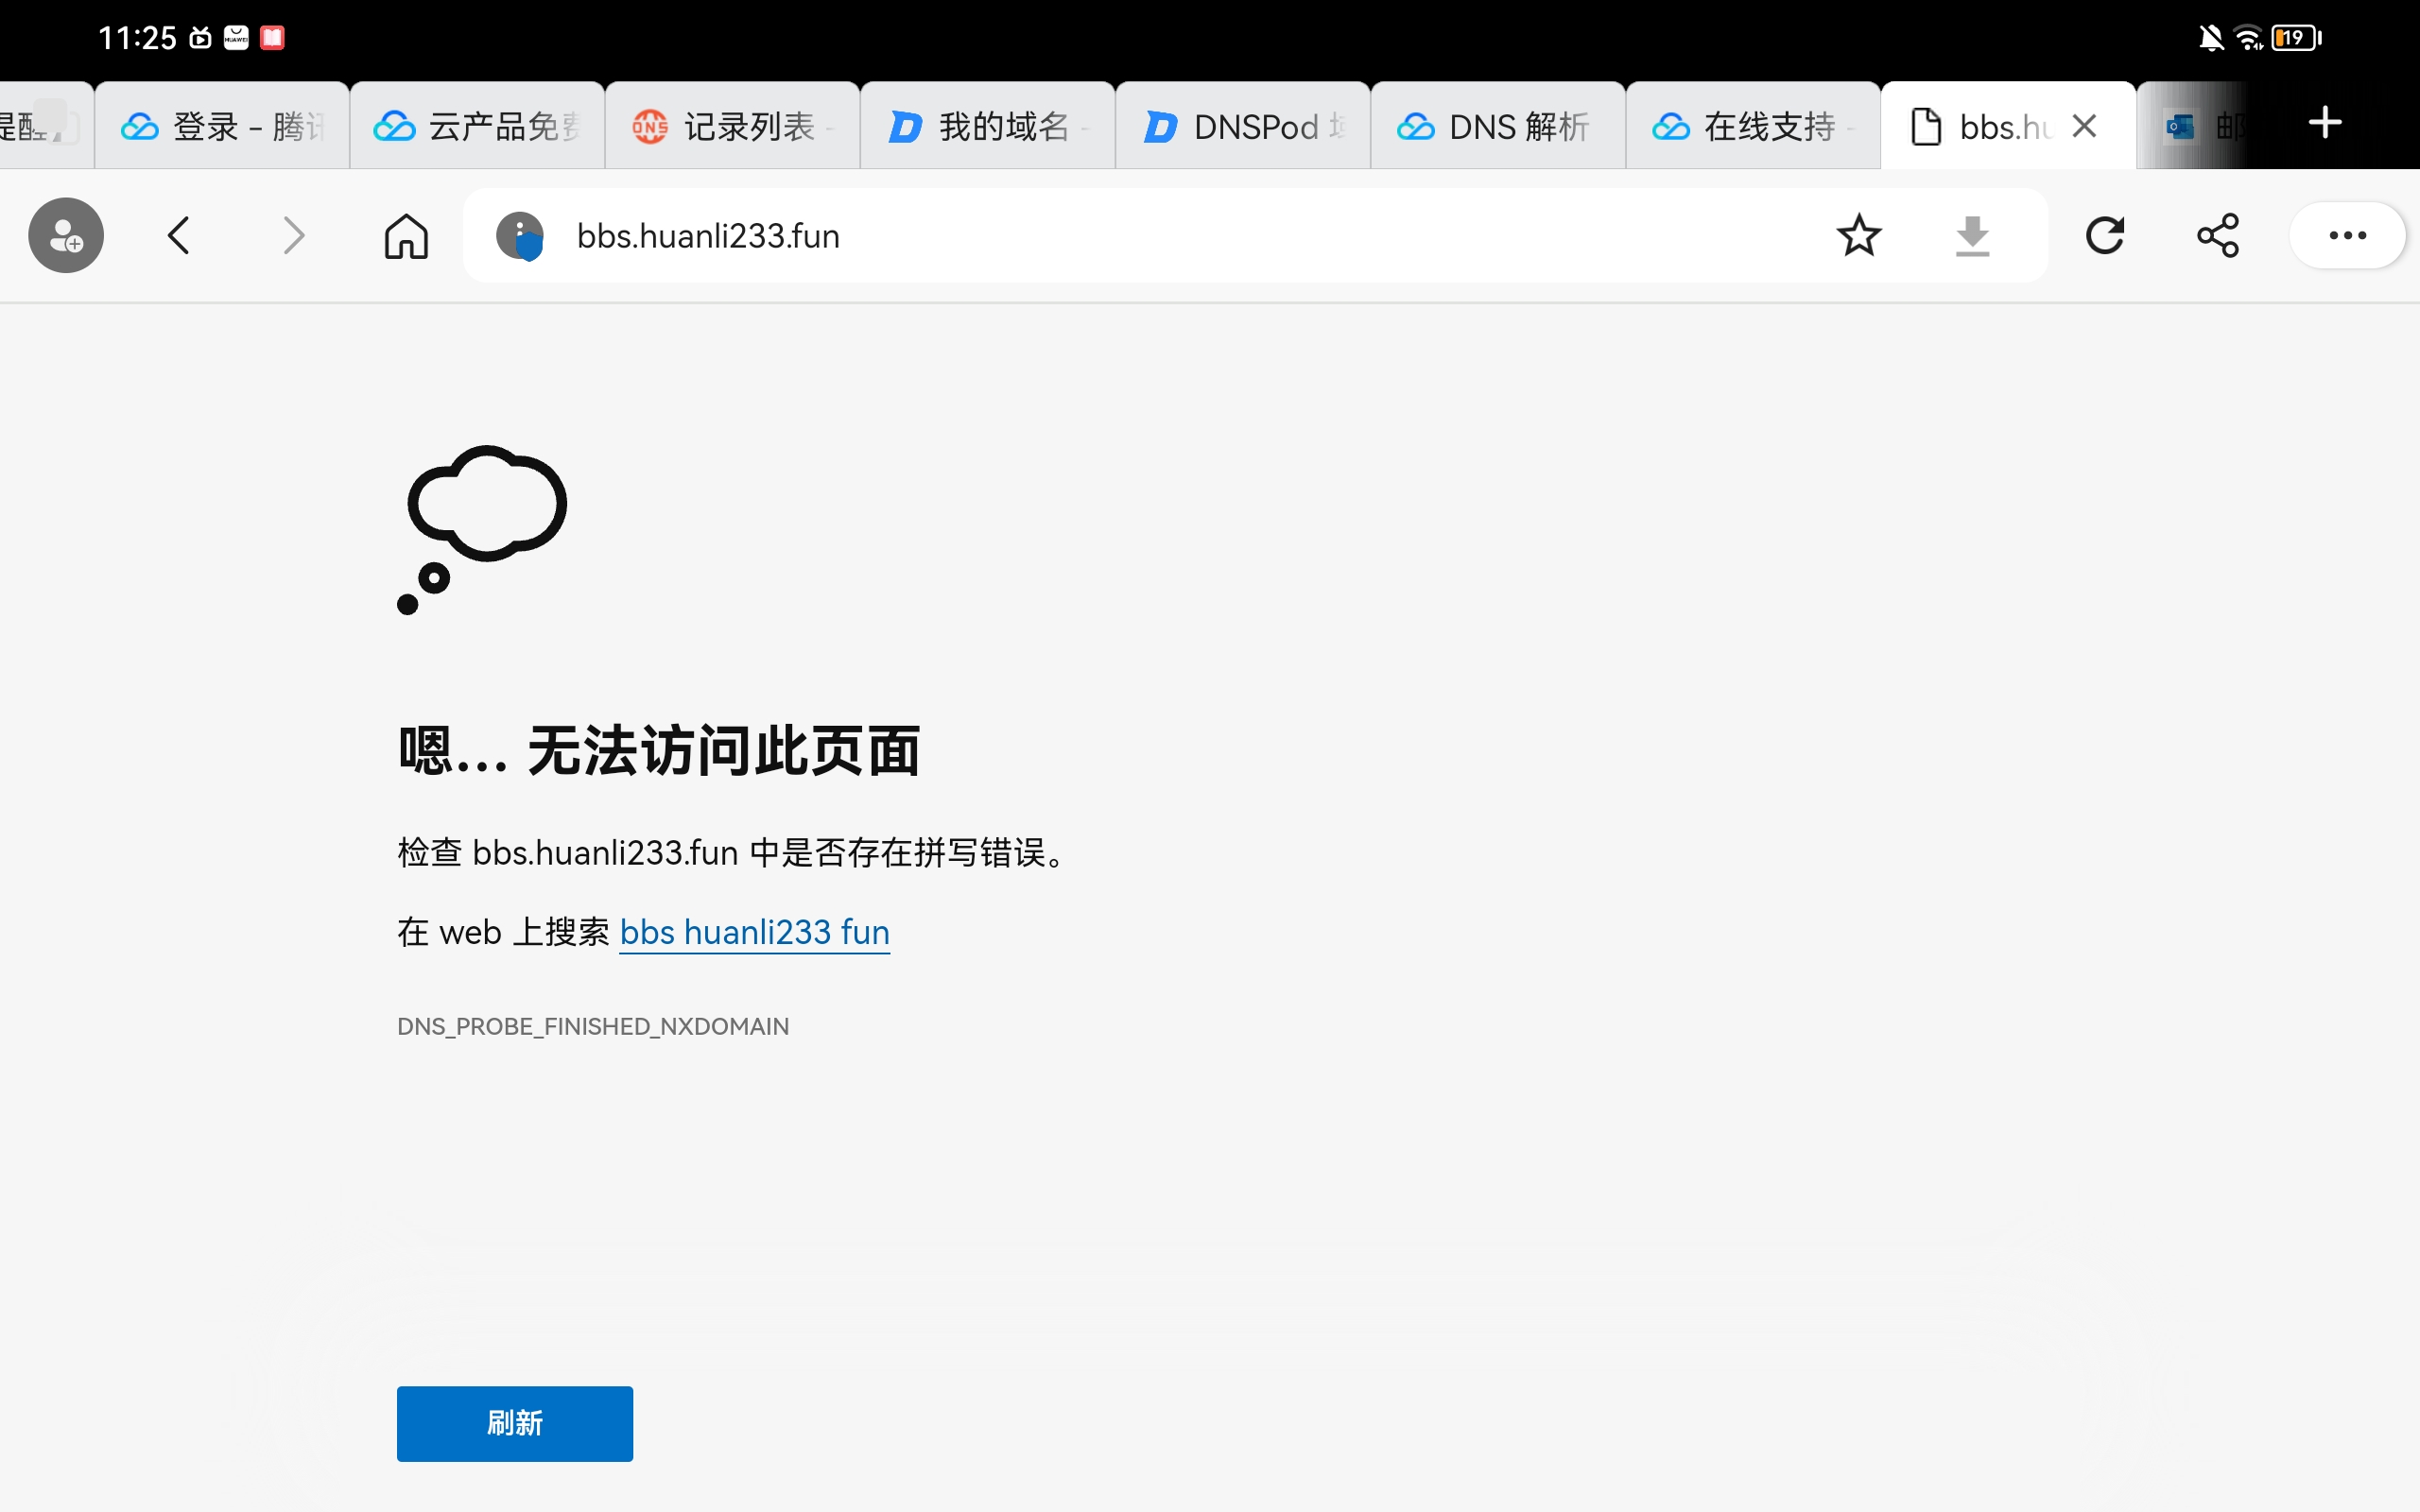 11:25
19
提醒
登录 - 腾讯
云产品免费
记录列表 -
我的域名 -
DNSPod 域
DNS 解析
在线支持 -
bbs.hu
邮
bbs.huanli233.fun
嗯... 无法访问此页面
检查 bbs.huanli233.fun 中是否存在拼写错误。
在 web 上搜索 bbs huanli233 fun
DNS_PROBE_FINISHED_NXDOMAIN
刷新